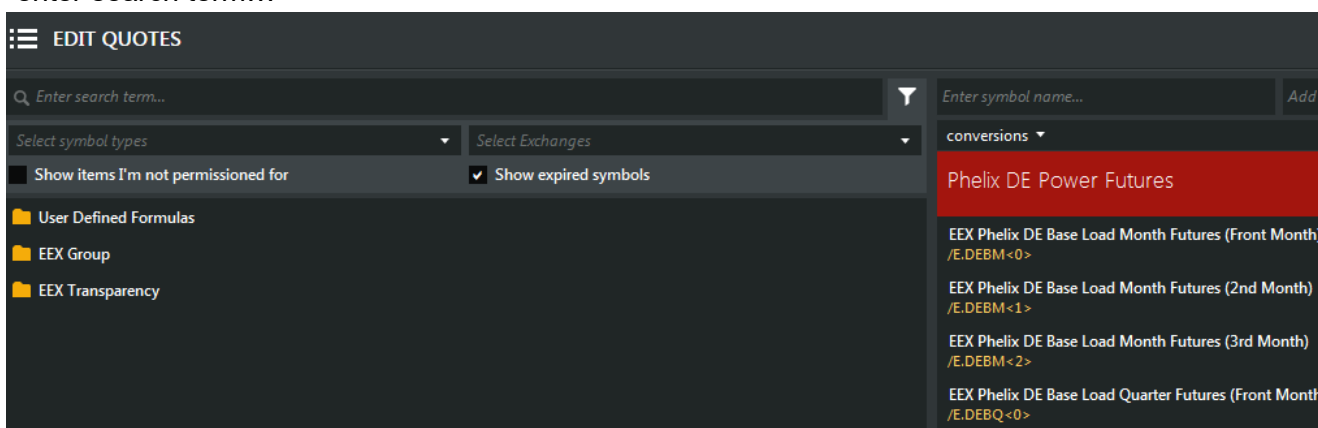 EDIT QUOTES
Enter search term...
Select symbol types
Select Exchanges
Show items I'm not permissioned for
Show expired symbols
User Defined Formulas
EEX Group
EEX Transparency
Enter symbol name...
Add
conversions
Phelix DE Power Futures
EEX Phelix DE Base Load Month Futures (Front Month)
/E.DEBM<0>
EEX Phelix DE Base Load Month Futures (2nd Month)
/E.DEBM<1>
EEX Phelix DE Base Load Month Futures (3rd Month)
/E.DEBM<2>
EEX Phelix DE Base Load Quarter Futures (Front Month
/E.DEBQ<0>